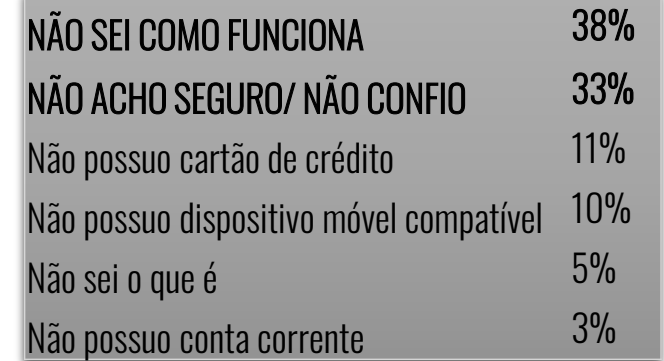 NÃO SEI COMO FUNCIONA 38%
NÃO ACHO SEGURO/ NÃO CONFIO 33%
Não possuo cartão de crédito 11%
Não possuo dispositivo móvel compatível 10%
Não sei o que é 5%
Não possuo conta corrente 3%